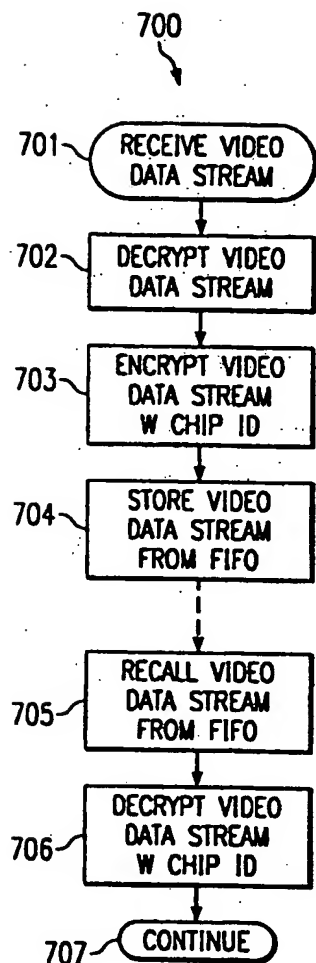 700
701
RECEIVE VIDEO
DATA STREAM
702
DECRYPT VIDEO
DATA STREAM
703
ENCRYPT VIDEO
DATA STREAM
W CHIP ID
704
STORE VIDEO
DATA STREAM
FROM FIFO
705
RECALL VIDEO
DATA STREAM
FROM FIFO
706
DECRYPT VIDEO
DATA STREAM
W CHIP ID
707
CONTINUE